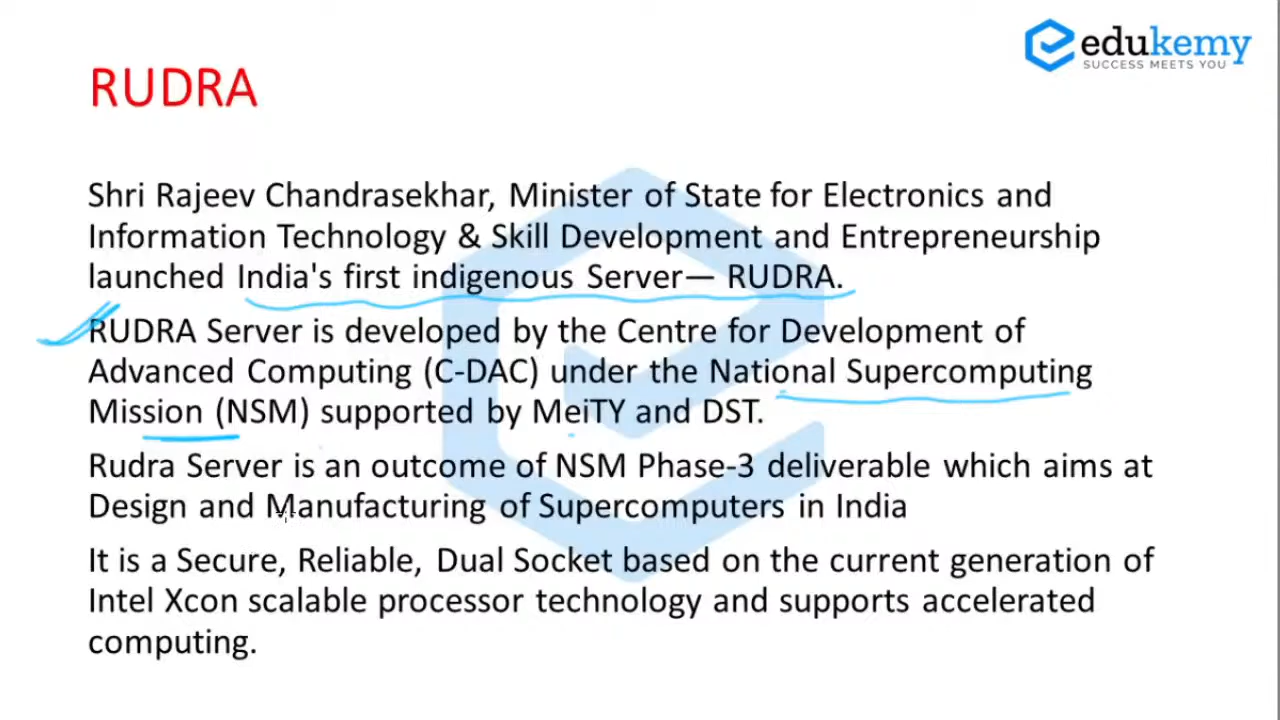 edukemy
SUCCESS MEETS YOU
RUDRA
Shri Rajeev Chandrasekhar, Minister of State for Electronics and
Information Technology & Skill Development and Entrepreneurship
launched India's first indigenous Server— RUDRA.
RUDRA Server is developed by the Centre for Development of
Advanced Computing (C-DAC) under the National Supercomputing
Mission (NSM) supported by MeiTY and DST.
Rudra Server is an outcome of NSM Phase-3 deliverable which aims at
Design and Manufacturing of Supercomputers in India
It is a Secure, Reliable, Dual Socket based on the current generation of
Intel Xcon scalable processor technology and supports accelerated
computing.